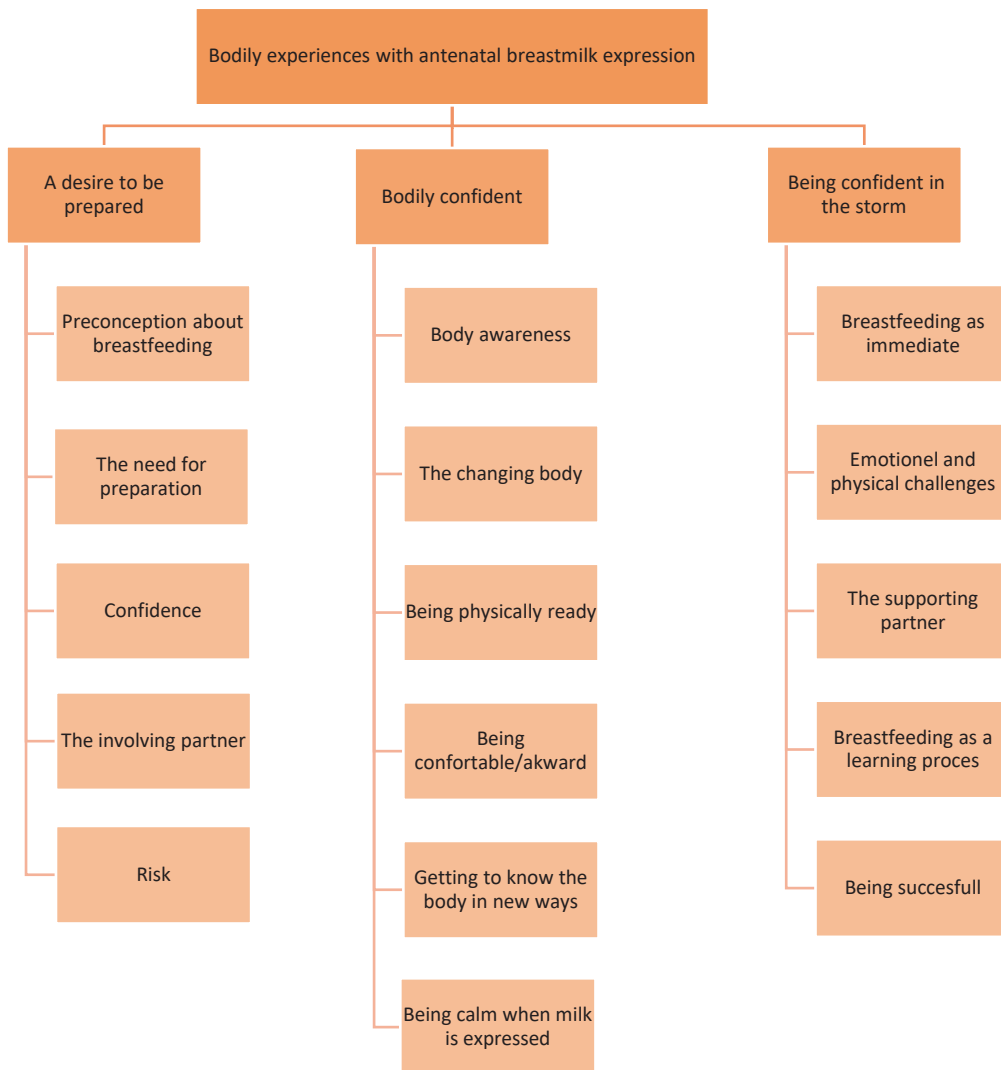 Bodily experiences with antenatal breastmilk expression
A desire to be
prepared
Preconception about
breastfeeding
The need for
preparation
Confidence
The involving partner
Risk
Bodily confident
Body awareness
The changing body
Being physically ready
Being
confortable/akward
Getting to know the
body in new ways
Being calm when milk
is expressed
Being confident in
the storm
Breastfeeding as
immediate
Emotionel and
physical challenges
The supporting
partner
Breastfeeding as a
learning proces
Being succesfull